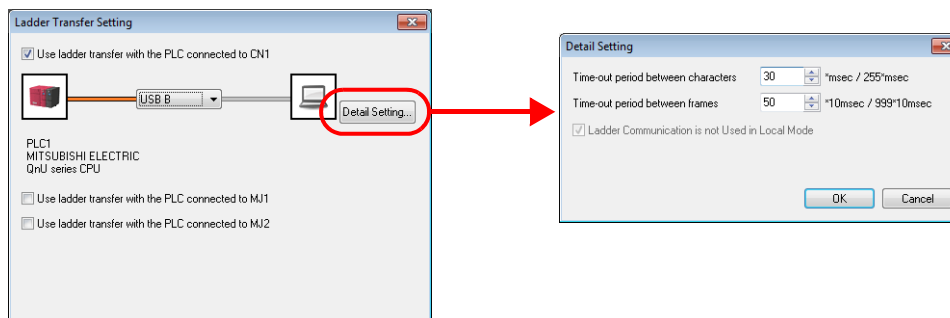 Ladder Transfer Setting
Use ladder transfer with the PLC connected to CN1
USB B
Detail Setting...
PLC1
MITSUBISHI ELECTRIC
QnU series CPU
Use ladder transfer with the PLC connected to MJ1
Use ladder transfer with the PLC connected to MJ2
Detail Setting
Time-out period between characters 30 *msec / 255*msec
Time-out period between frames 50 *10msec / 999*10msec
Ladder Communication is not Used in Local Mode
OK Cancel